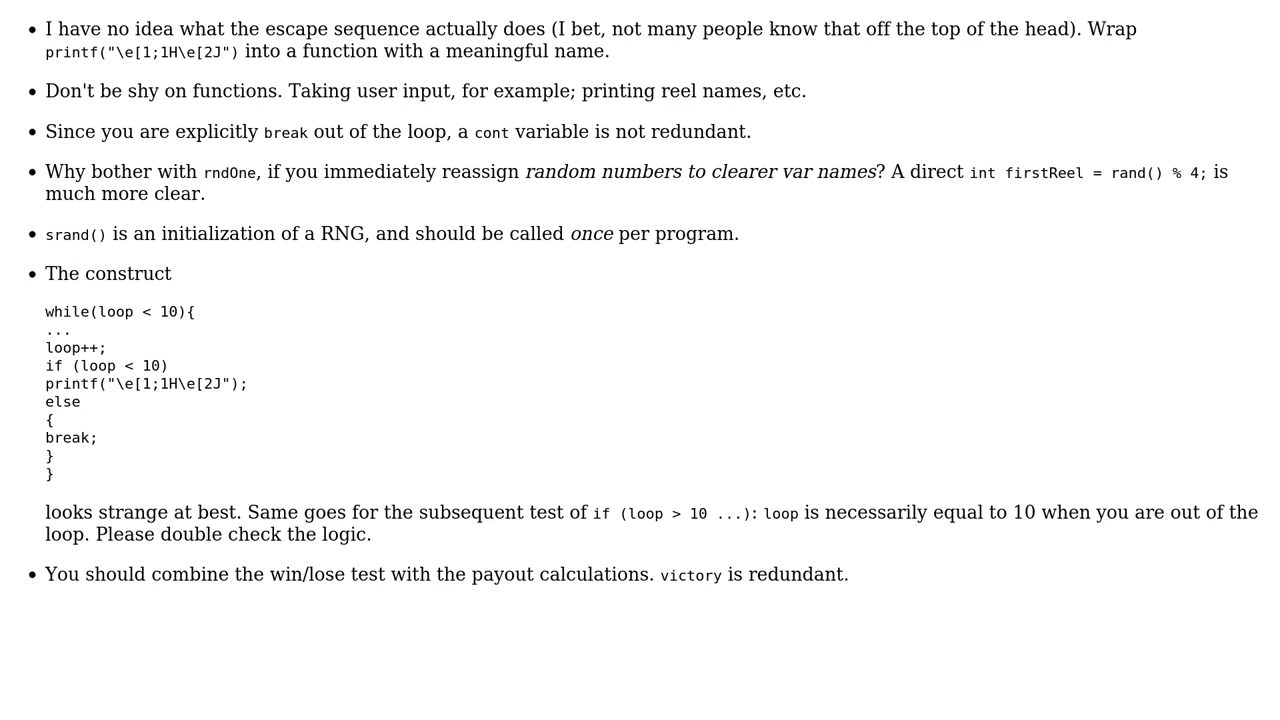 I have no idea what the escape sequence actually does (I bet, not many people know that off the top of the head). Wrap
printf("\e[1;1H\e[2J") into a function with a meaningful name.
Don't be shy on functions. Taking user input, for example; printing reel names, etc.
Since you are explicitly break out of the loop, a cont variable is not redundant.
Why bother with rndOne, if you immediately reassign random numbers to clearer var names? A direct int firstReel = rand() % 4; is
much more clear.
srand() is an initialization of a RNG, and should be called once per program.
The construct
while(loop < 10){
...
loop++;
if (loop < 10)
printf("\e[1;1H\e[2J");
else
{
break;
}
}
looks strange at best. Same goes for the subsequent test of if (loop > 10 ...): loop is necessarily equal to 10 when you are out of the
loop. Please double check the logic.
You should combine the win/lose test with the payout calculations. victory is redundant.